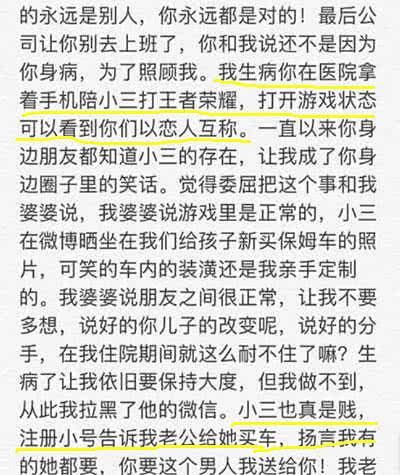 的永远是别人，你永远都是对的！最后公
司让你别去上班了，你和我说还不是因为
你身病，为了照顾我。我生病你在医院拿
着手机陪小三打王者荣耀，打开游戏状态
可以看到你们以恋人互称。一直以来你身
边朋友都知道小三的存在，让我成了你身
边圈子里的笑话。觉得委屈把这个事和我
婆婆说，我婆婆说游戏里是正常的，小三
在微博晒坐在我们给孩子新买保姆车的照
片，可笑的车内的装潢还是我亲手定制
的。我婆婆说朋友之间很正常，让我不要
多想，说好的你儿子的改变呢，说好的分
手，在我住院期间就这么耐不住了嘛？生
病了让我依旧要保持大度，但我做不到，
从此我拉黑了他的微信。小三也真是贱，
注册小号告诉我老公给她买车，扬言我有
的她都要，你要这个男人我送给你！我老